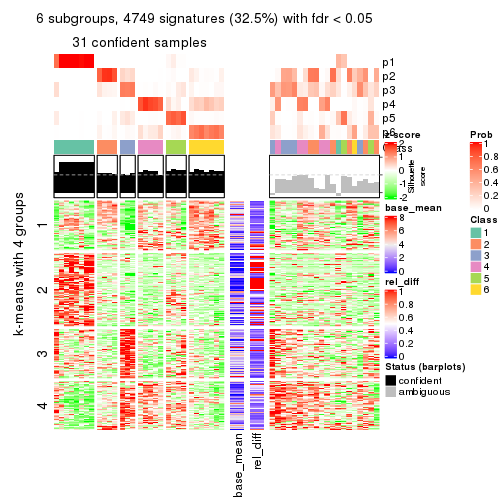 6 subgroups, 4749 signatures (32.5%) with fdr < 0.05
31 confident samples
p1
p2
p3
p4
p5
p6
Class
z-score
2
1
0
-1
-2
Silhouette
score
base_mean
8
6
4
2
0
rel_diff
1
0.8
0.6
0.4
0.2
0
Status (barplots)
confident
ambiguous
Prob
1
0.8
0.6
0.4
0.2
0
Class
1
2
3
4
5
6
k-means with 4 groups
1
2
3
4
base_mean
rel_diff